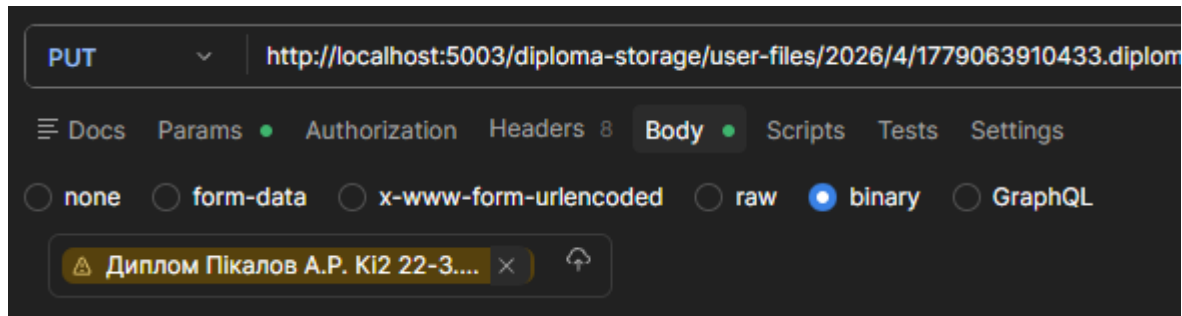 PUT http://localhost:5003/diploma-storage/user-files/2026/4/1779063910433.diplom
Docs Params Authorization Headers 8 Body Scripts Tests Settings
none form-data x-www-form-urlencoded raw binary GraphQL
Диплом Пікалов А.Р. Кі2 22-3....